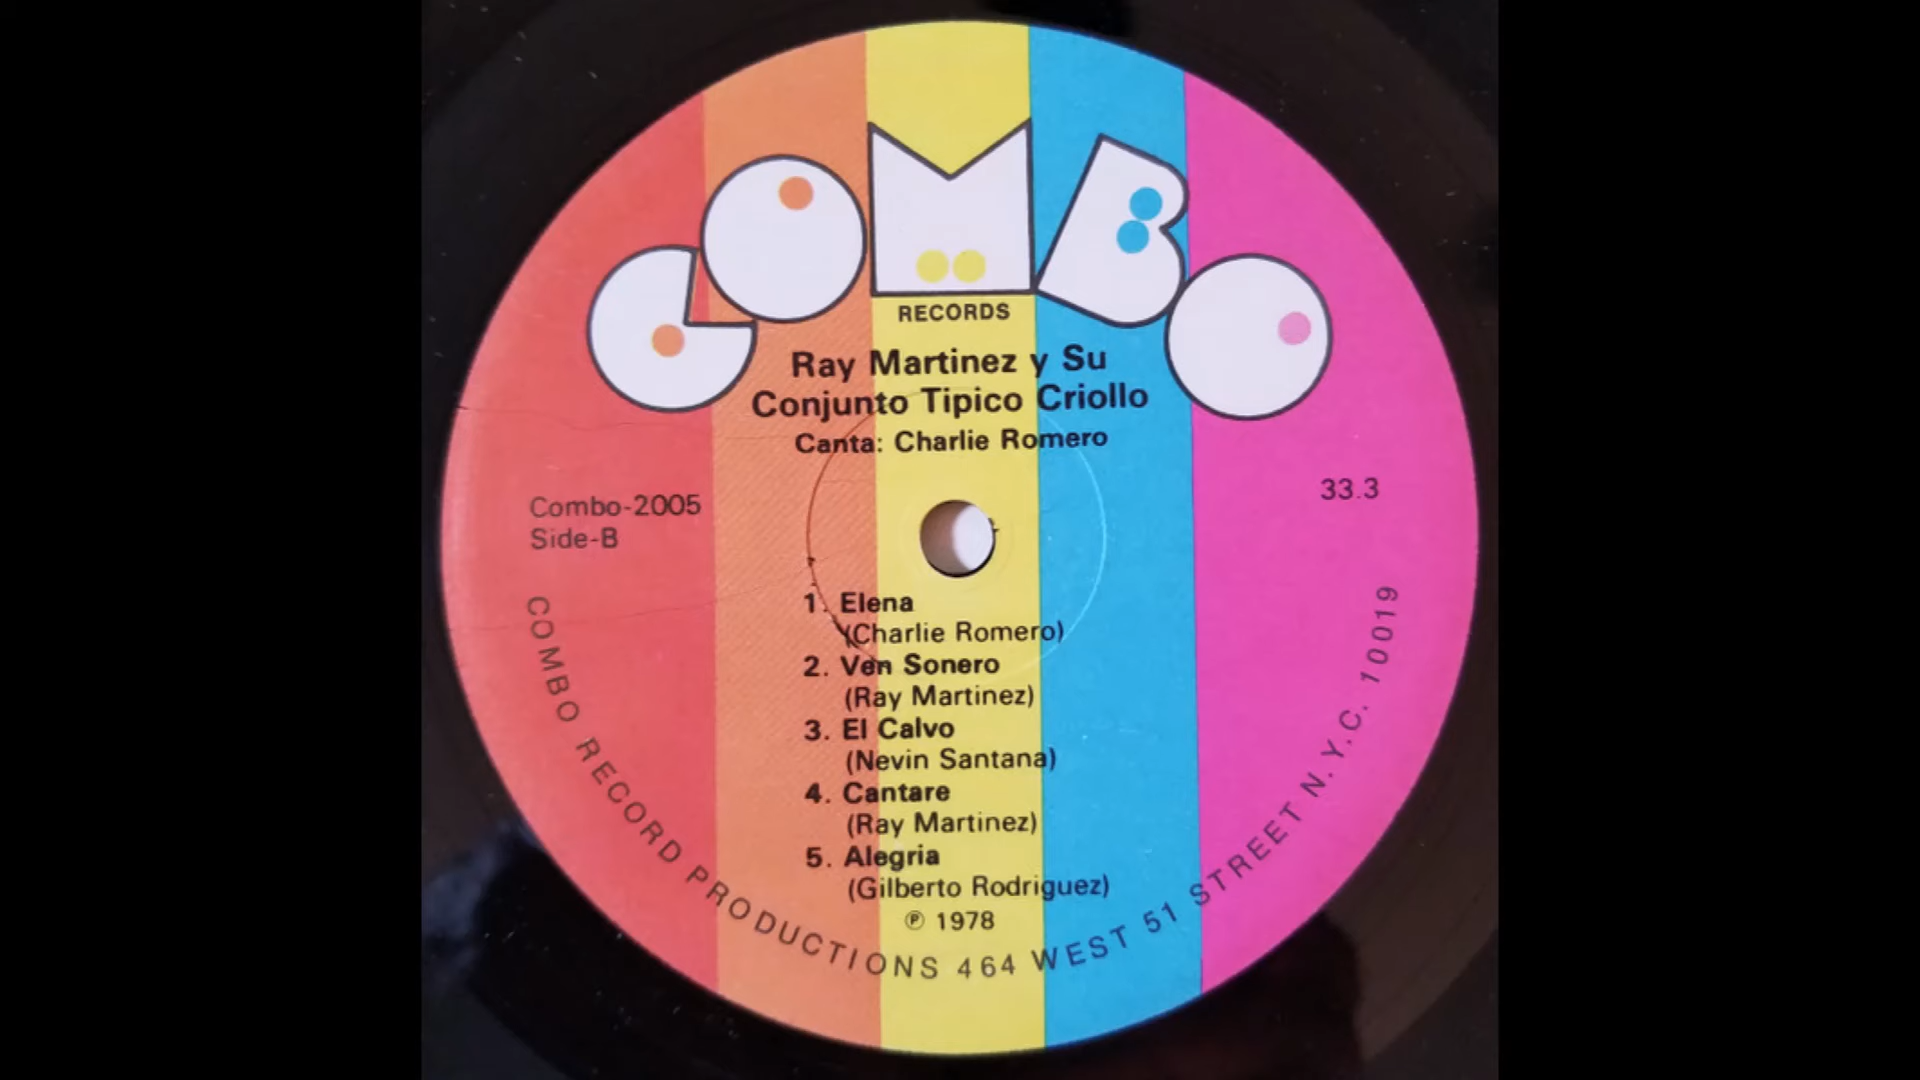 COMBO
RECORDS
Ray Martinez y Su
Conjunto Tipico Criollo
Canta: Charlie Romero
Combo-2005
Side-B
33.3
1. Elena
(Charlie Romero)
2. Ven Sonero
(Ray Martinez)
3. El Calvo
(Nevin Santana)
4. Cantare
(Ray Martinez)
5. Alegria
(Gilberto Rodriguez)
℗ 1978
COMBO RECORD PRODUCTIONS 464 WEST 51 STREET N.Y.C. 10019